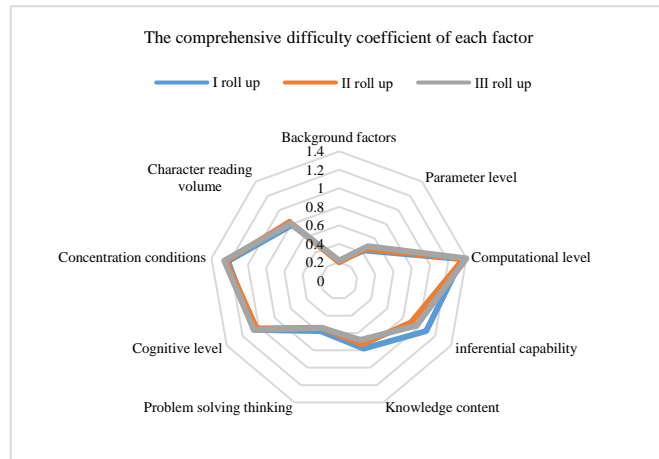 The comprehensive difficulty coefficient of each factor
I roll up II roll up III roll up
Background factors
1.4
1.2
1
0.8
0.6
0.4
0.2
0
Parameter level
Computational level
inferential capability
Knowledge content
Problem solving thinking
Cognitive level
Concentration conditions
Character reading
volume